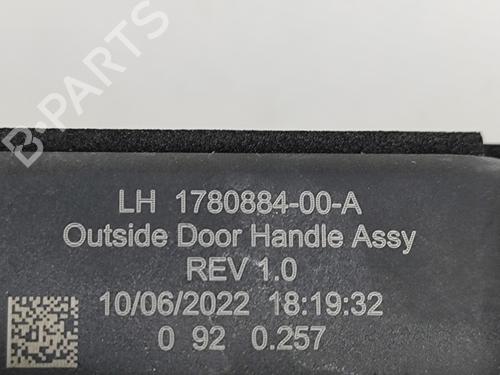 B-PARTS
LH 1780884-00-A
Outside Door Handle Assy
REV 1.0
10/06/2022 18:19:32
0 92 0.257